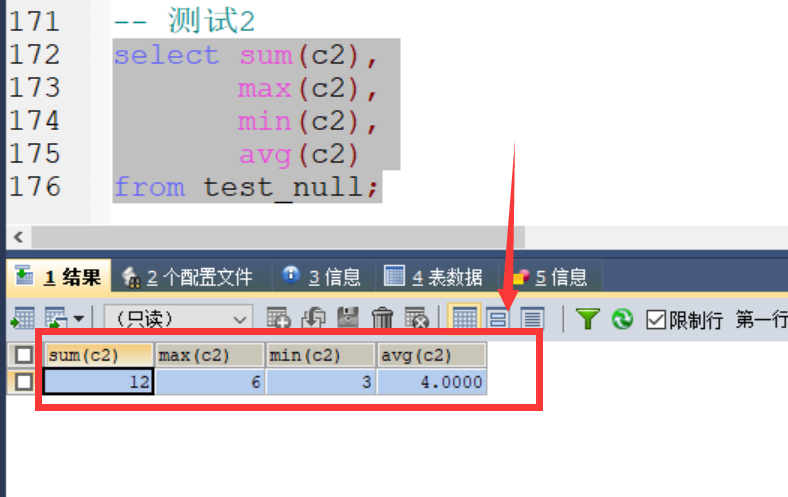 171 -- 测试2
172 select sum(c2),
173 max(c2),
174 min(c2),
175 avg(c2)
176 from test_null;
<
1 结果 2 个配置文件 3 信息 4 表数据 5 信息
(只读) 限制行 第一行
sum(c2) max(c2) min(c2) avg(c2)
12 6 3 4.0000